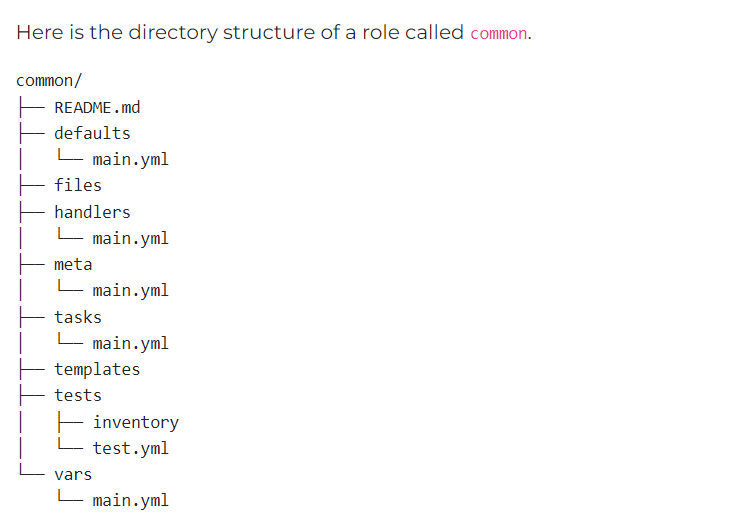 Here is the directory structure of a role called common.
common/
├── README.md
├── defaults
│   └── main.yml
├── files
├── handlers
│   └── main.yml
├── meta
│   └── main.yml
├── tasks
│   └── main.yml
├── templates
├── tests
│   ├── inventory
│   └── test.yml
└── vars
    └── main.yml